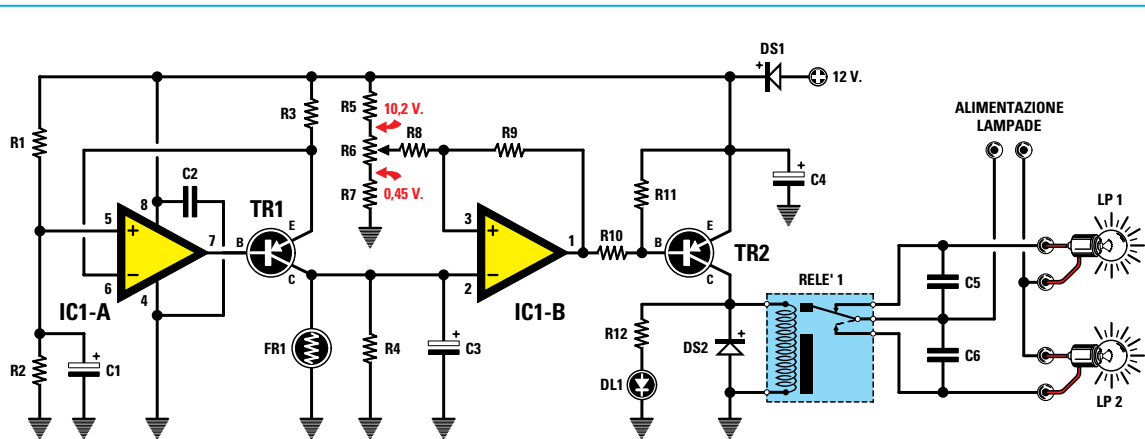 DS1
12 V.
ALIMENTAZIONE
LAMPADE
R1
R3
R5
10,2 V.
R6
R8
R9
R7
0,45 V.
C2
8
5
+
6
-
4
7
IC1-A
TR1
B
E
C
3
+
2
-
1
IC1-B
R10
R11
B
E
C
TR2
+
C4
LP 1
RELE' 1
C5
C6
LP 2
R2
+
C1
FR1
R4
+
C3
R12
DL1
DS2
+